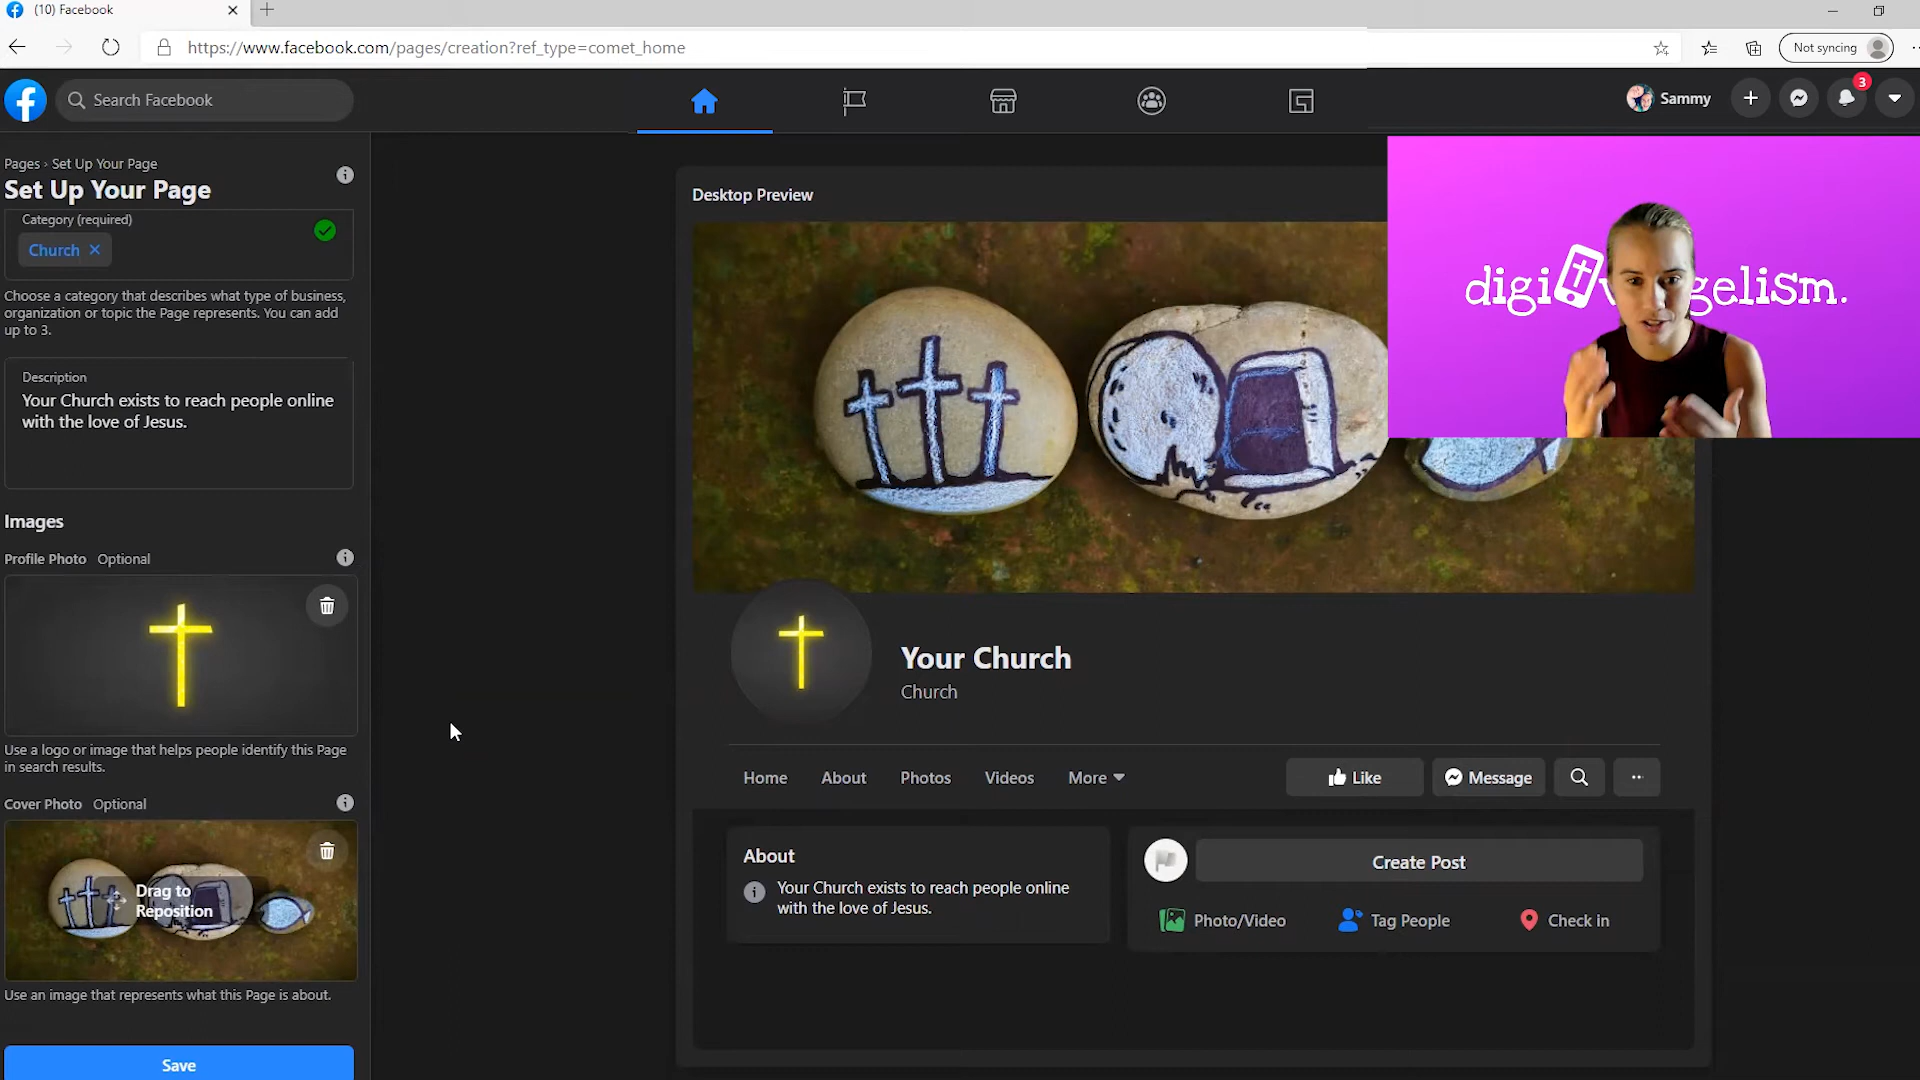 (10) Facebook
https://www.facebook.com/pages/creation?ref_type=comet_home
Not syncing
Search Facebook
Sammy
3
Pages › Set Up Your Page
Set Up Your Page
Category (required)
Church
Choose a category that describes what type of business,
organization or topic the Page represents. You can add
up to 3.
Description
Your Church exists to reach people online
with the love of Jesus.
Images
Profile Photo Optional
Use a logo or image that helps people identify this Page
in search results.
Cover Photo Optional
Drag to
Reposition
Use an image that represents what this Page is about.
Save
Desktop Preview
digi gelism.
Your Church
Church
Home
About
Photos
Videos
More
Like
Message
About
Your Church exists to reach people online
with the love of Jesus.
Create Post
Photo/Video
Tag People
Check in